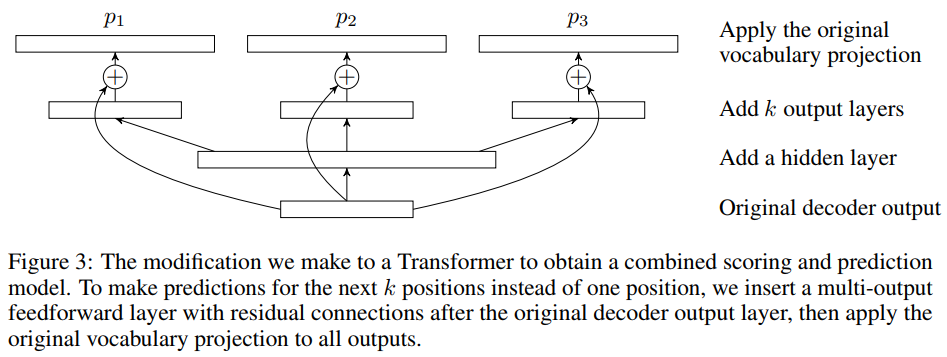 p₁ p₂ p₃
Apply the original
vocabulary projection
+ + +
Add k output layers
Add a hidden layer
Original decoder output
Figure 3: The modification we make to a Transformer to obtain a combined scoring and prediction
model. To make predictions for the next k positions instead of one position, we insert a multi-output
feedforward layer with residual connections after the original decoder output layer, then apply the
original vocabulary projection to all outputs.